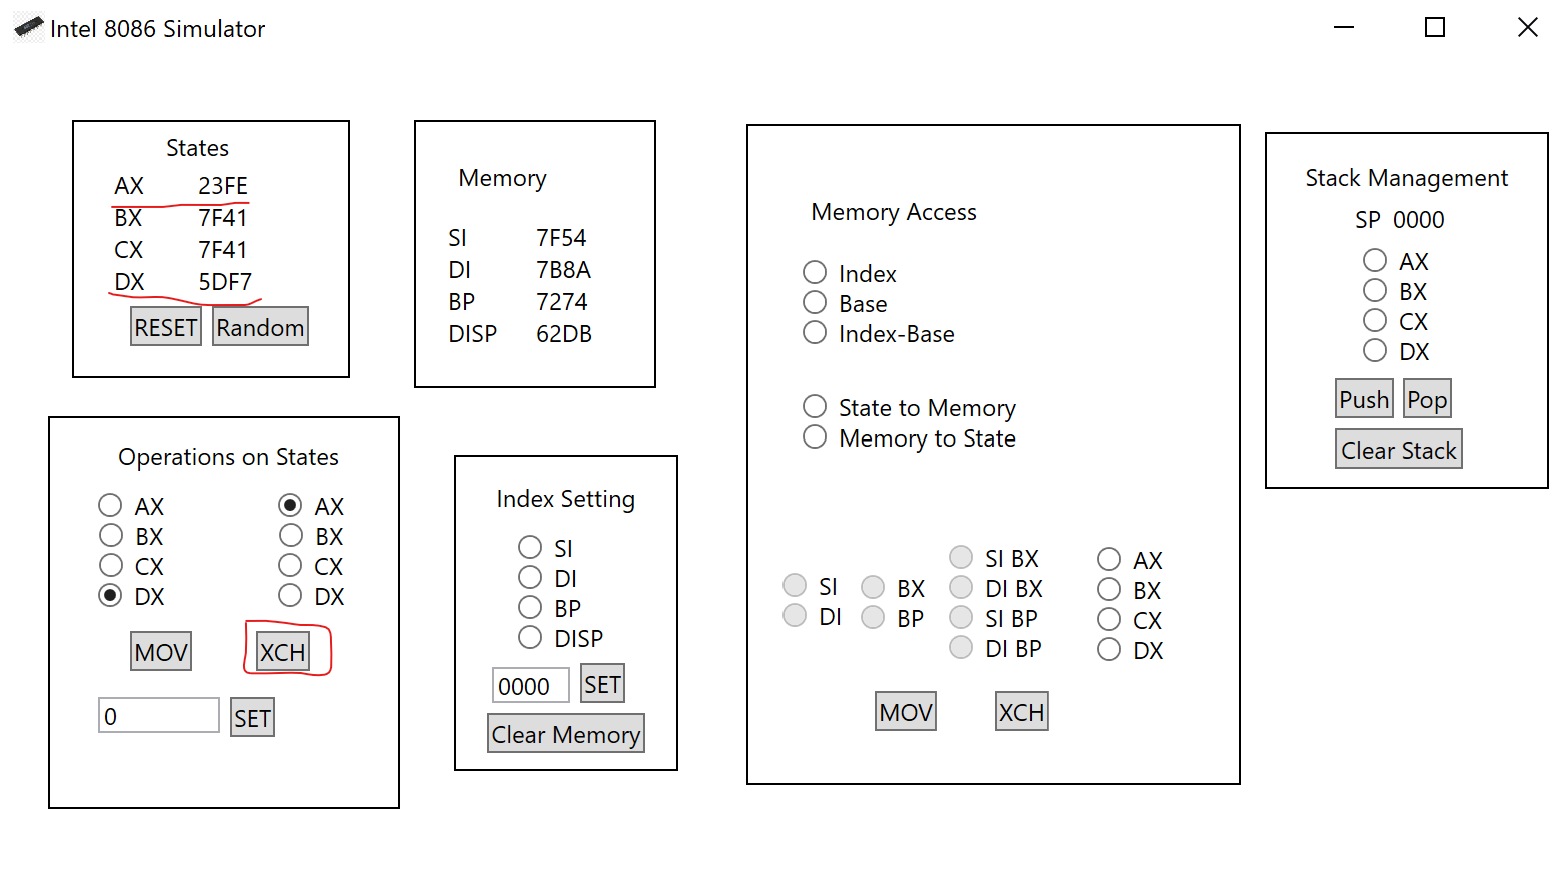 Intel 8086 Simulator
States
AX 23FE
BX 7F41
CX 7F41
DX 5DF7
RESET Random
Memory
SI 7F54
DI 7B8A
BP 7274
DISP 62DB
Operations on States
AX AX
BX BX
CX CX
DX DX
MOV XCH
0 SET
Index Setting
SI
DI
BP
DISP
0000 SET
Clear Memory
Memory Access
Index
Base
Index-Base
State to Memory
Memory to State
SI
DI
BX
BP
SI BX
DI BX
SI BP
DI BP
AX
BX
CX
DX
MOV XCH
Stack Management
SP 0000
AX
BX
CX
DX
Push Pop
Clear Stack